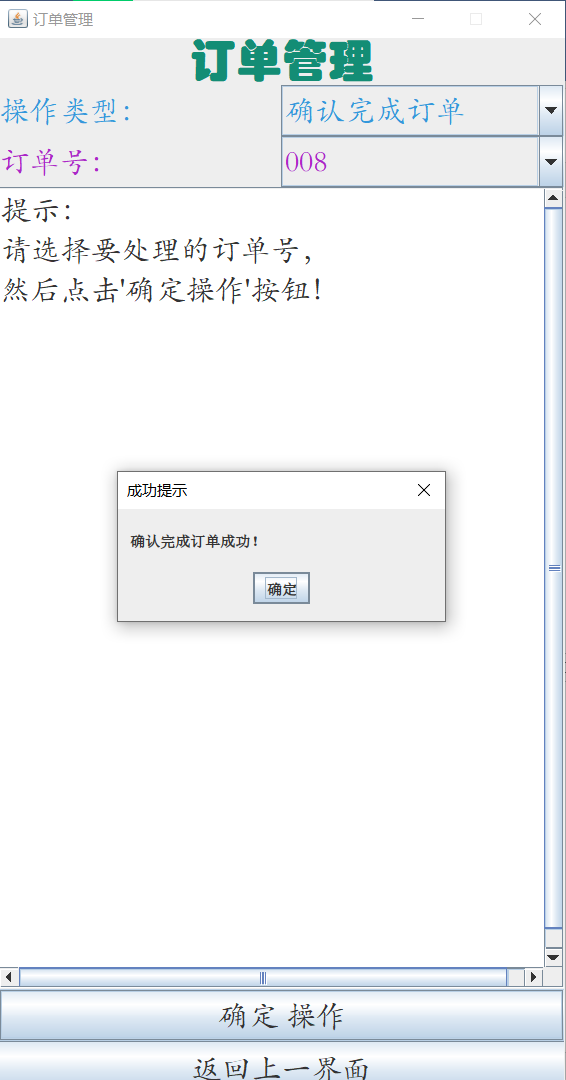 订单管理
订单管理
操作类型：
确认完成订单
订单号：
008
提示：
请选择要处理的订单号，
然后点击'确定操作'按钮！
成功提示
确认完成订单成功！
确定
确定 操作
返回上一界面